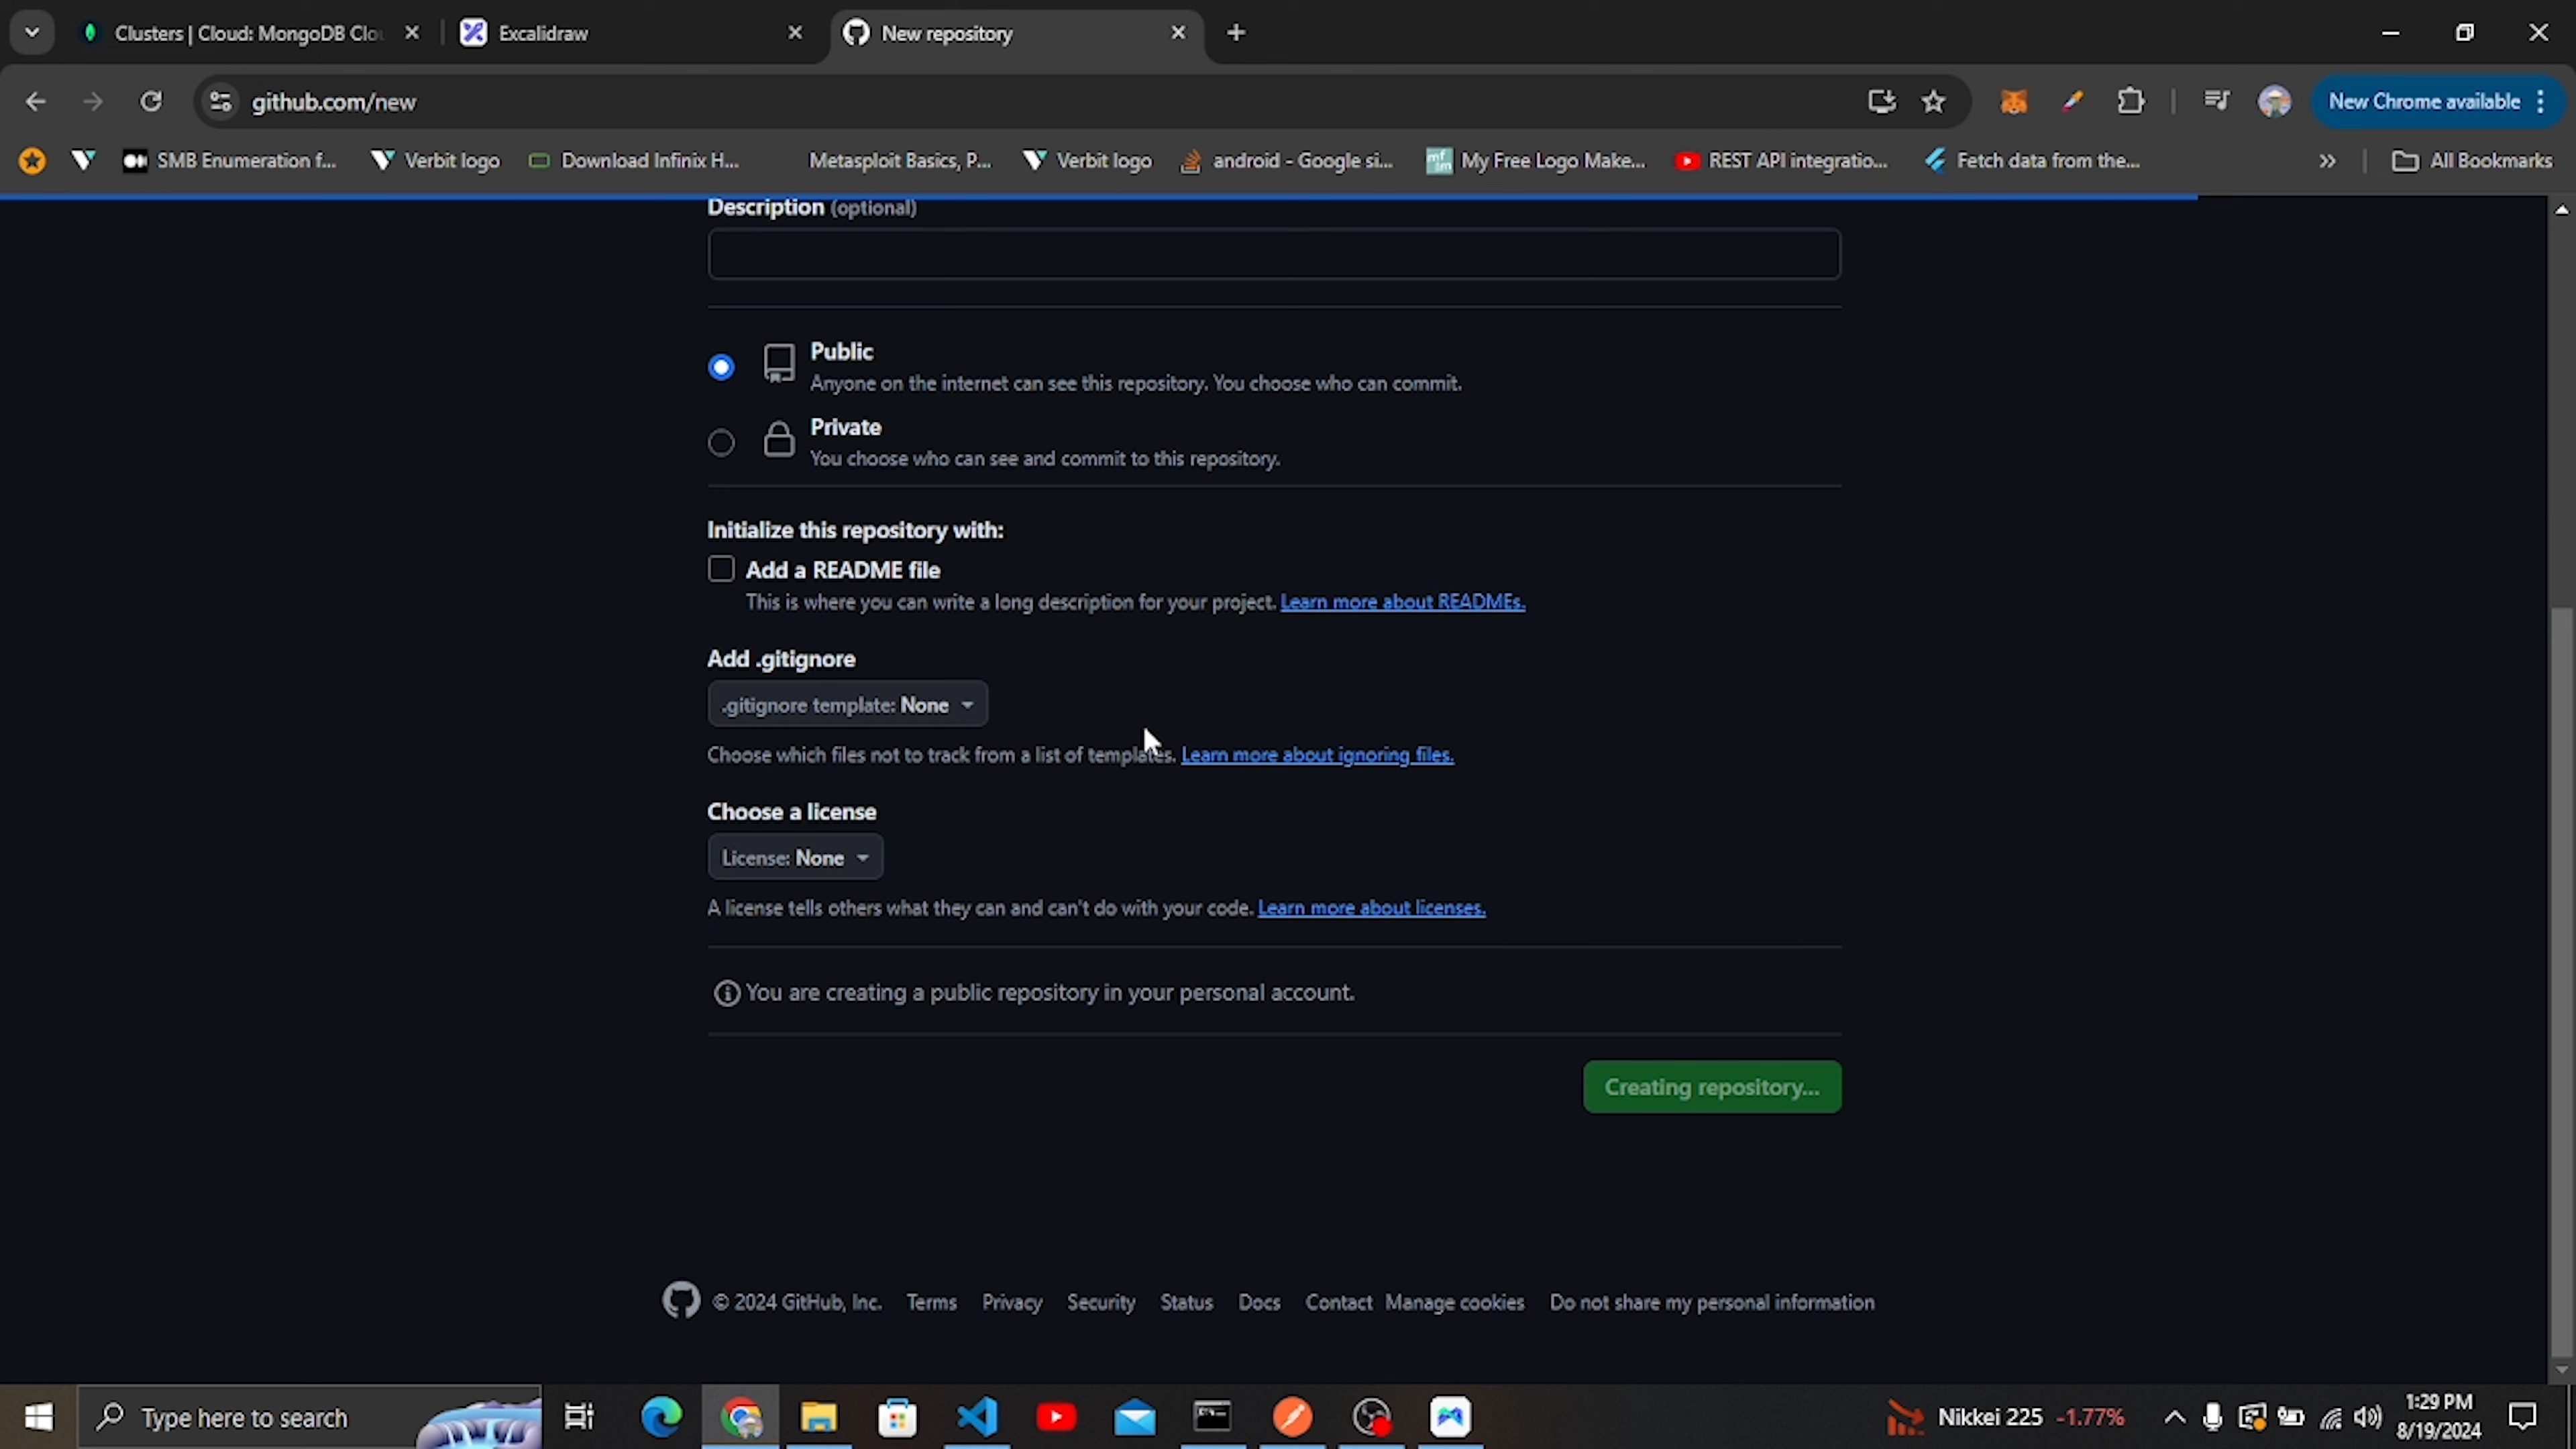 Clusters | Cloud: MongoDB Clo
Excalidraw
New repository
github.com/new
New Chrome available
SMB Enumeration f...
Verbit logo
Download Infinix H...
Metasploit Basics, P...
Verbit logo
android - Google si...
My Free Logo Make...
REST API integratio...
Fetch data from the...
All Bookmarks
Description (optional)
Public
Anyone on the internet can see this repository. You choose who can commit.
Private
You choose who can see and commit to this repository.
Initialize this repository with:
Add a README file
This is where you can write a long description for your project. Learn more about READMEs.
Add .gitignore
.gitignore template: None
Choose which files not to track from a list of templates. Learn more about ignoring files.
Choose a license
License: None
A license tells others what they can and can't do with your code. Learn more about licenses.
You are creating a public repository in your personal account.
Creating repository...
© 2024 GitHub, Inc. Terms Privacy Security Status Docs Contact Manage cookies Do not share my personal information
Type here to search
Nikkei 225 -1.77%
1:29 PM
8/19/2024